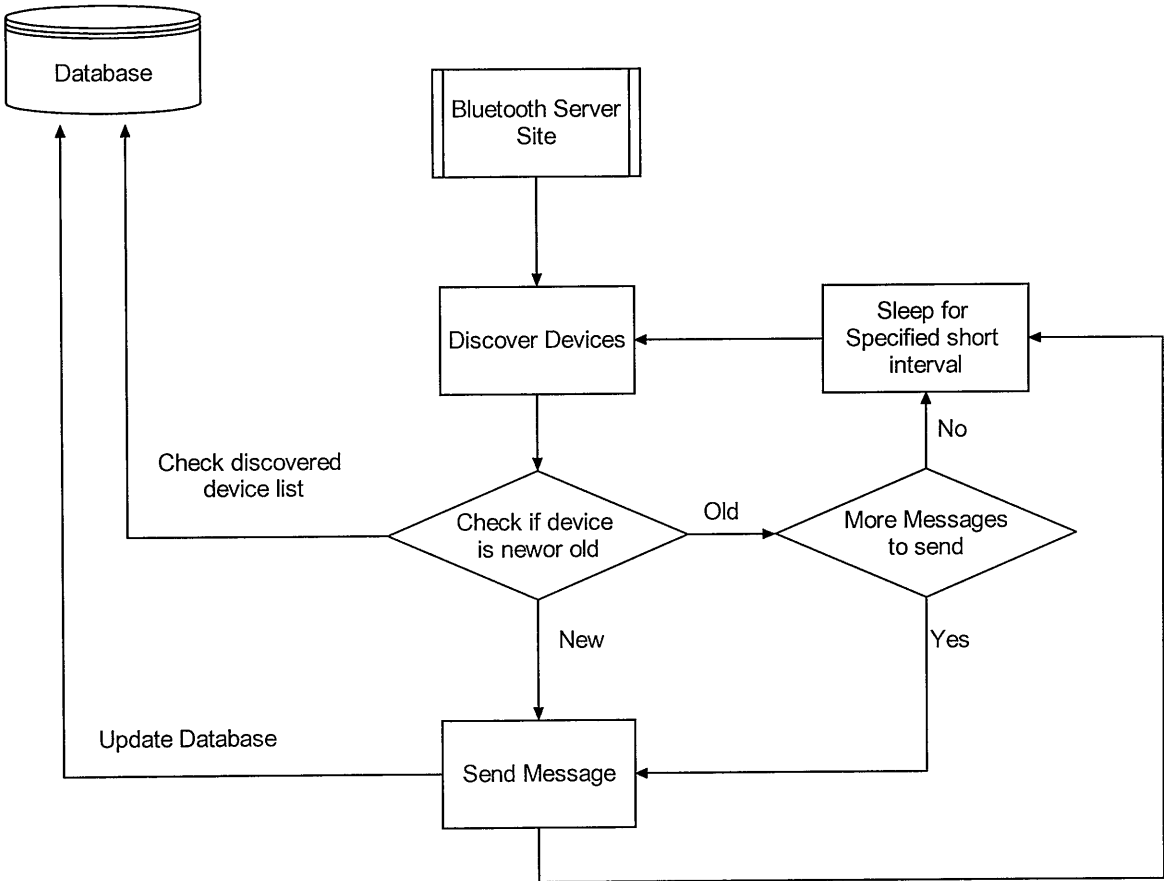 Database
Bluetooth Server
Site
Discover Devices
Sleep for
Specified short
interval
No
Check discovered
device list
Check if device
is newor old
Old
More Messages
to send
New
Yes
Update Database
Send Message